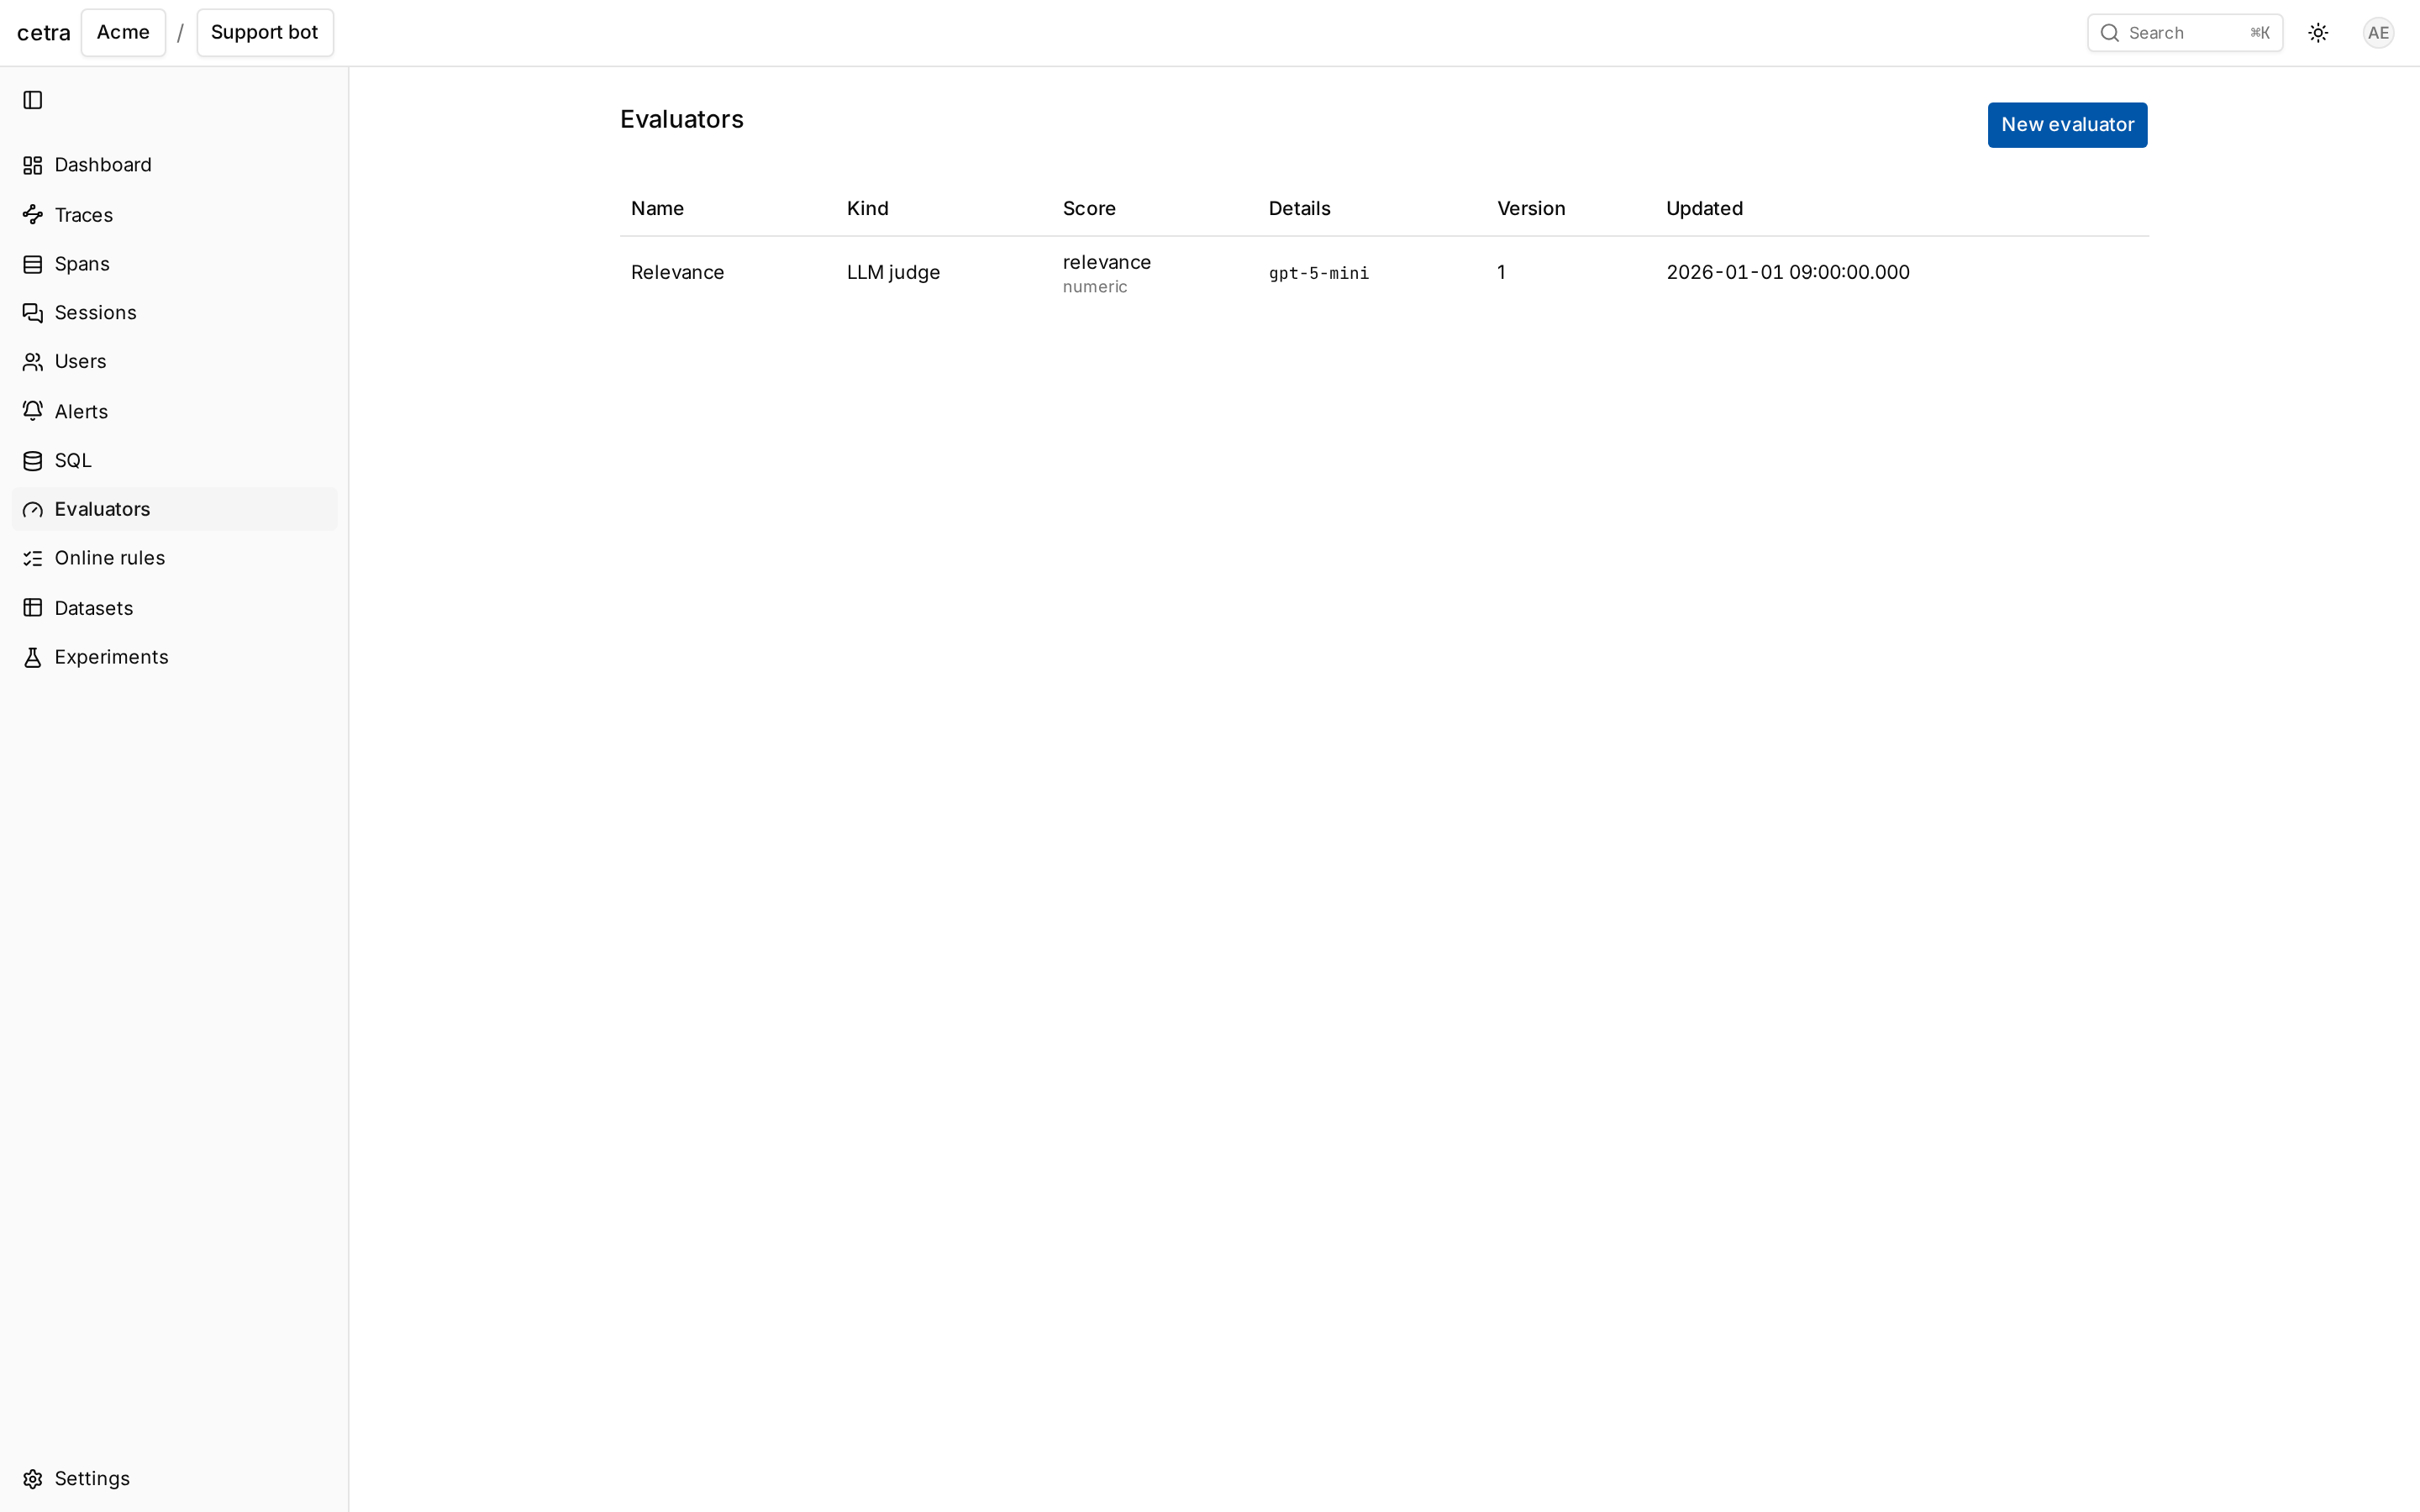 cetra
Acme
/
Support bot
Search
⌘K
AE
Dashboard
Traces
Spans
Sessions
Users
Alerts
SQL
Evaluators
Online rules
Datasets
Experiments
Settings
Evaluators
New evaluator
Name Kind Score Details Version Updated
Relevance LLM judge relevance gpt-5-mini 1 2026-01-01 09:00:00.000
numeric